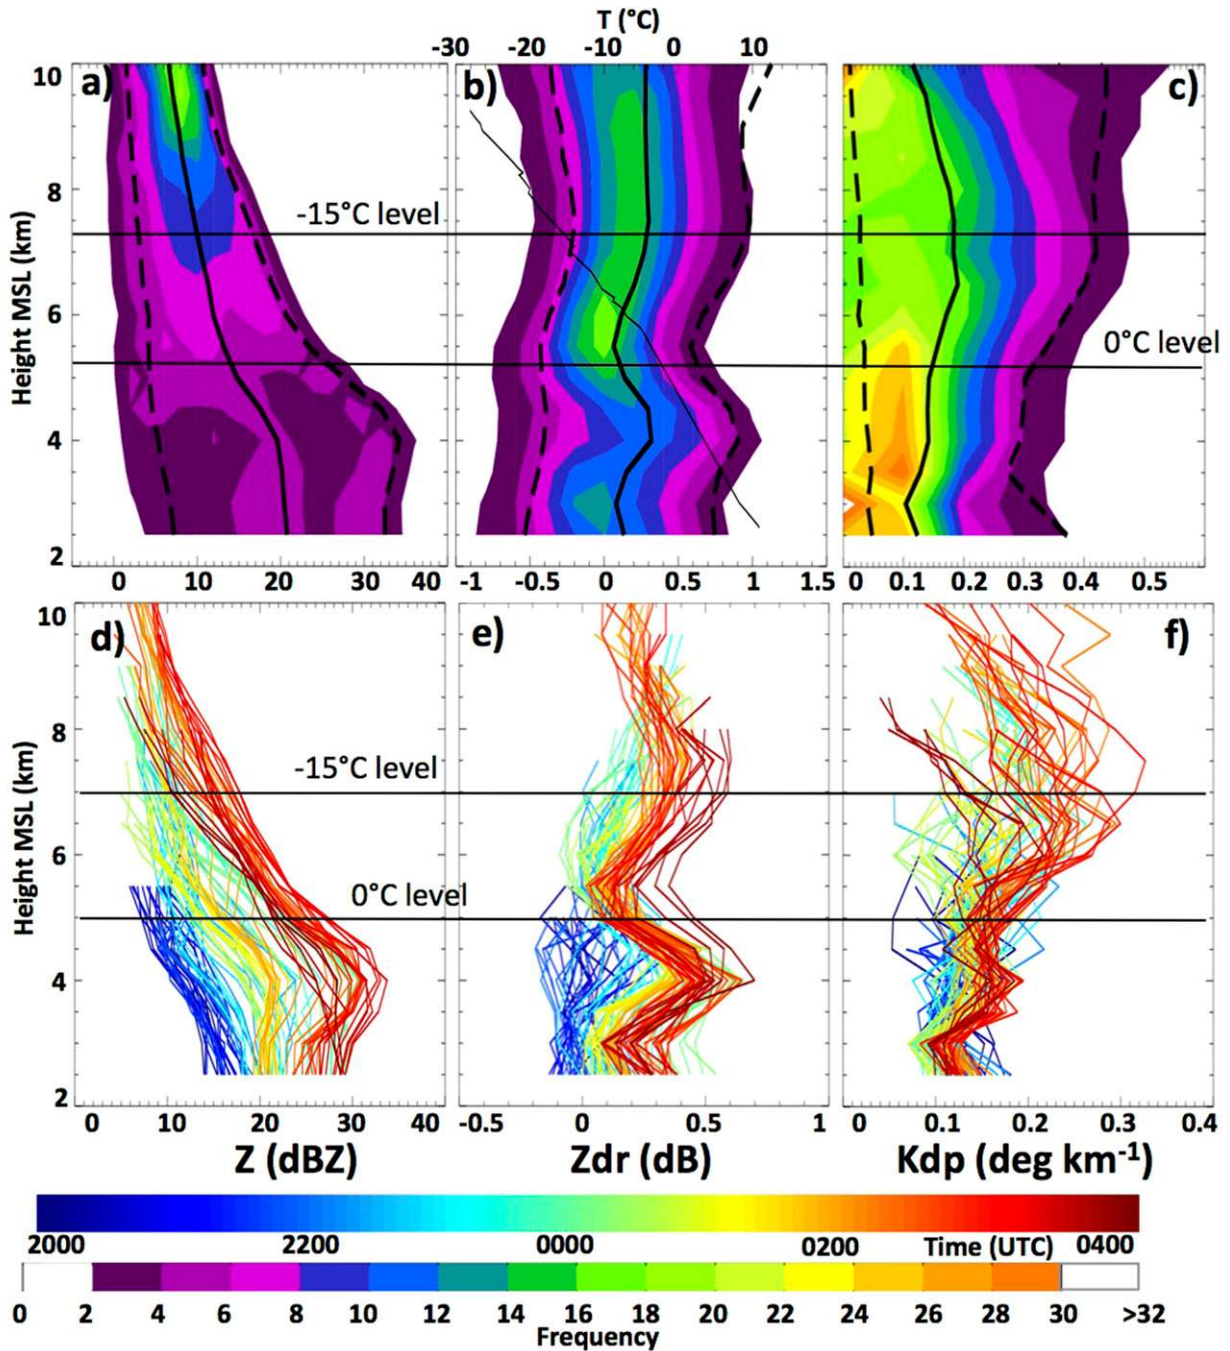 T (°C)
-30 -20 -10 0 10
a) b) c)
10
8
6
4
2
Height MSL (km)
-15°C level
0°C level
0 10 20 30 40 -1 -0.5 0 0.5 1 1.5 0 0.1 0.2 0.3 0.4 0.5
d) e) f)
10
8
6
4
2
Height MSL (km)
-15°C level
0°C level
0 10 20 30 40 -0.5 0 0.5 1 0 0.1 0.2 0.3 0.4
Z (dBZ) Zdr (dB) Kdp (deg km⁻¹)
2000 2200 0000 0200 Time (UTC) 0400
0 2 4 6 8 10 12 14 16 18 20 22 24 26 28 30 >32
Frequency